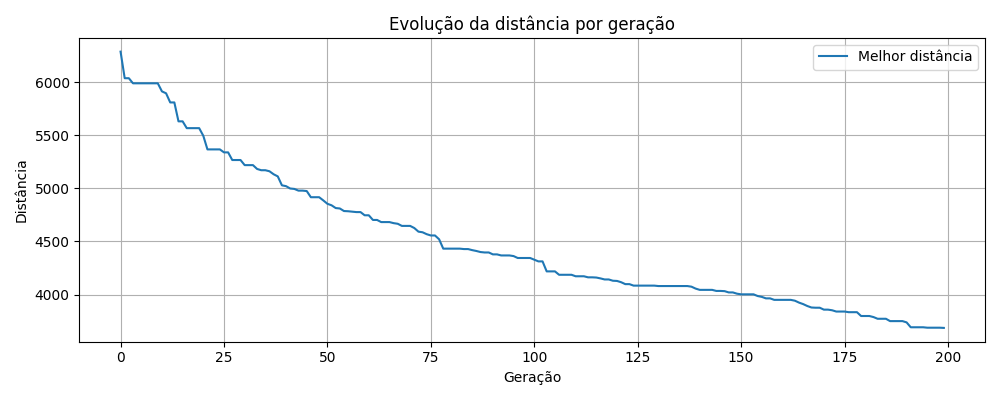 Evolução da distância por geração
Melhor distância
Distância
6000
5500
5000
4500
4000
0 25 50 75 100 125 150 175 200
Geração